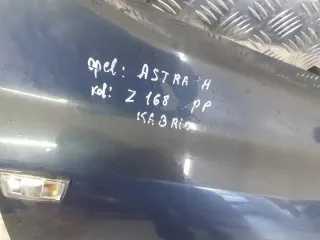 opel: ASTRA-H
kol: Z 168 PP
KABRIO